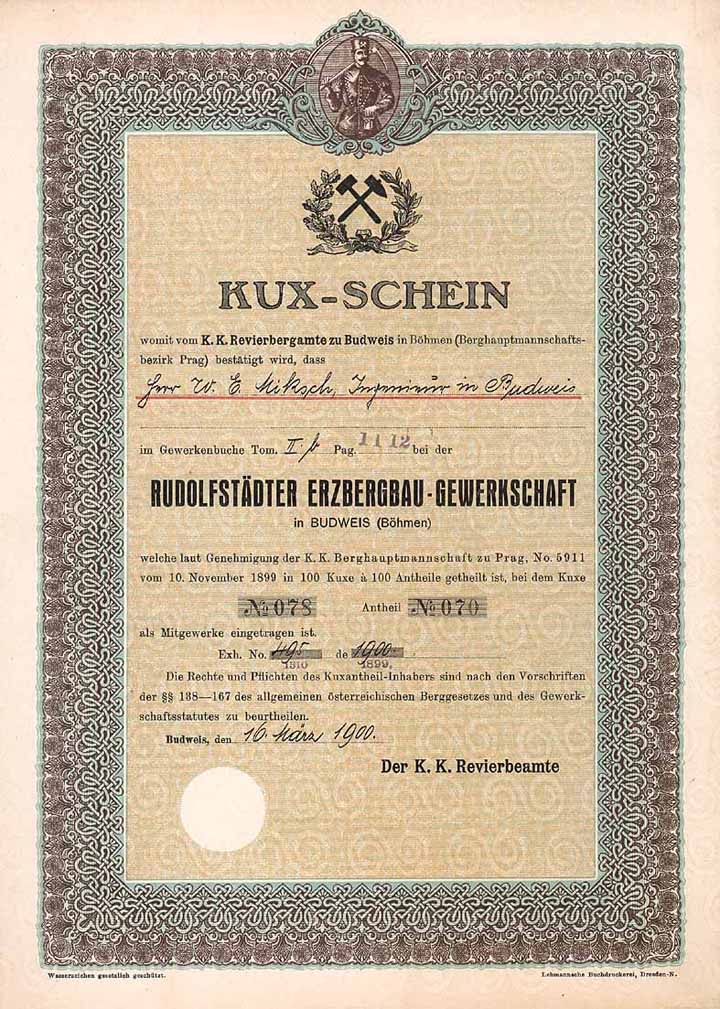 KUX-SCHEIN
womit vom K. K. Revierbergamte zu Budweis in Böhmen (Berghauptmannschafts-
bezirk Prag) bestätigt wird, dass
Herr W. E. Miksch, Ingenieur in Budweis
im Gewerkenbuche Tom. II. b Pag. 1112 bei der
RUDOLFSTÄDTER ERZBERGBAU-GEWERKSCHAFT
in BUDWEIS (Böhmen)
welche laut Genehmigung der K. K. Berghauptmannschaft zu Prag, No. 5911
vom 10. November 1899 in 100 Kuxe à 100 Antheile getheilt ist, bei dem Kuxe
№ 078 Antheil № 070
als Mitgewerke eingetragen ist.
Exh. No. 495 de 1900
1310 1899.
Die Rechte und Pflichten des Kuxantheil-Inhabers sind nach den Vorschriften
der §§ 138—167 des allgemeinen österreichischen Berggesetzes und des Gewerk-
schaftsstatutes zu beurtheilen.
Budweis, den 16. März 1900.
Der K. K. Revierbeamte
Wasserzeichen gesetzlich geschützt.
Lehmannsche Buchdruckerei, Dresden-N.